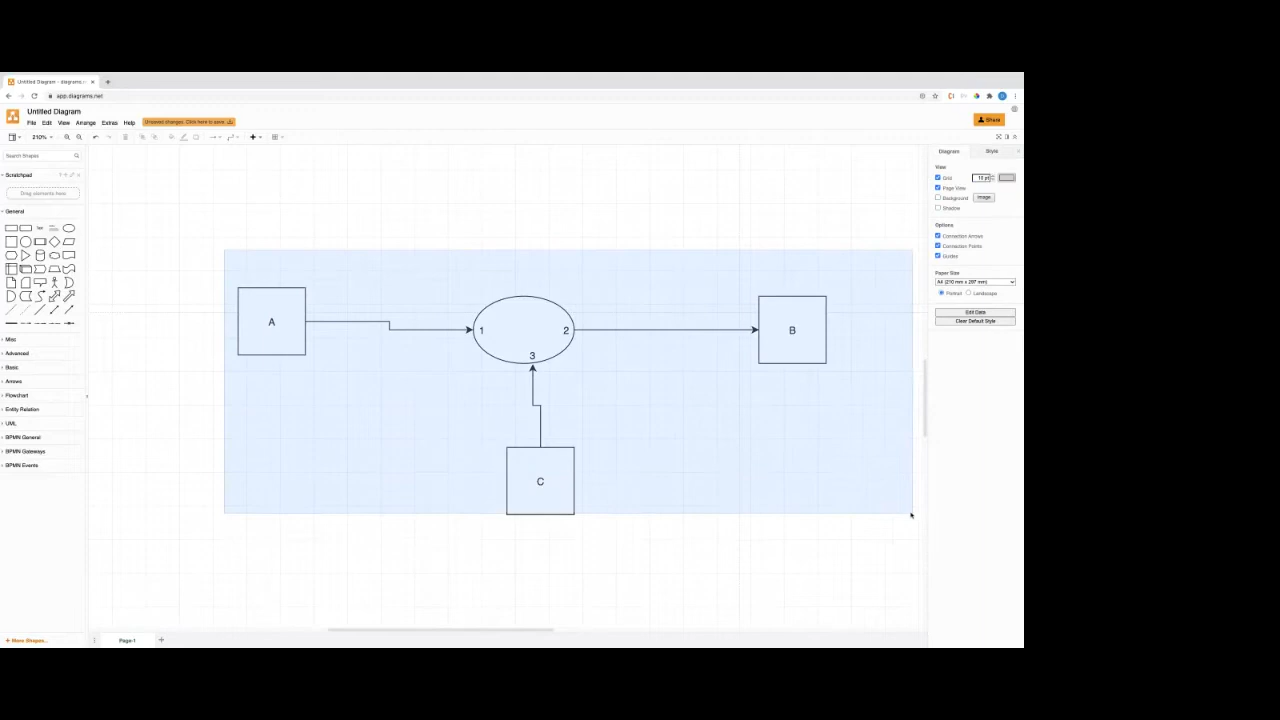 Untitled Diagram - diagrams.n
app.diagrams.net
Untitled Diagram
File Edit View Arrange Extras Help
Unsaved changes. Click here to save.
Share
210%
Search Shapes
Scratchpad
Drag elements here
General
Text
Misc
Advanced
Basic
Arrows
Flowchart
Entity Relation
UML
BPMN General
BPMN Gateways
BPMN Events
+ More Shapes...
A
1
2
3
B
C
Page-1
Diagram Style
View
Grid 10 pt
Page View
Background Image
Shadow
Options
Connection Arrows
Connection Points
Guides
Paper Size
A4 (210 mm x 297 mm)
Portrait Landscape
Edit Data
Clear Default Style